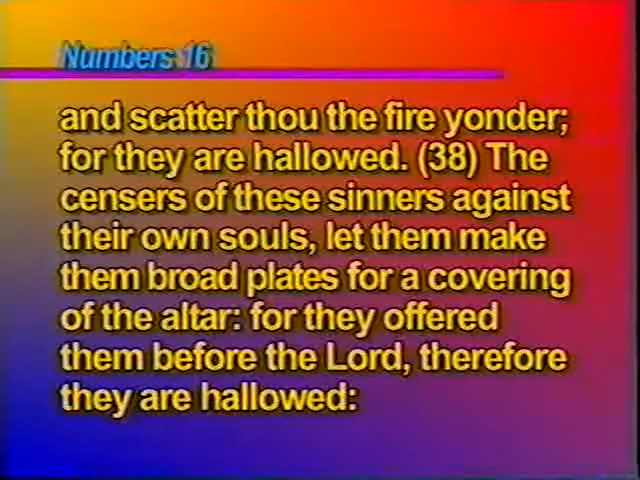 Numbers 16
and scatter thou the fire yonder;
for they are hallowed. (38) The
censers of these sinners against
their own souls, let them make
them broad plates for a covering
of the altar: for they offered
them before the Lord, therefore
they are hallowed: